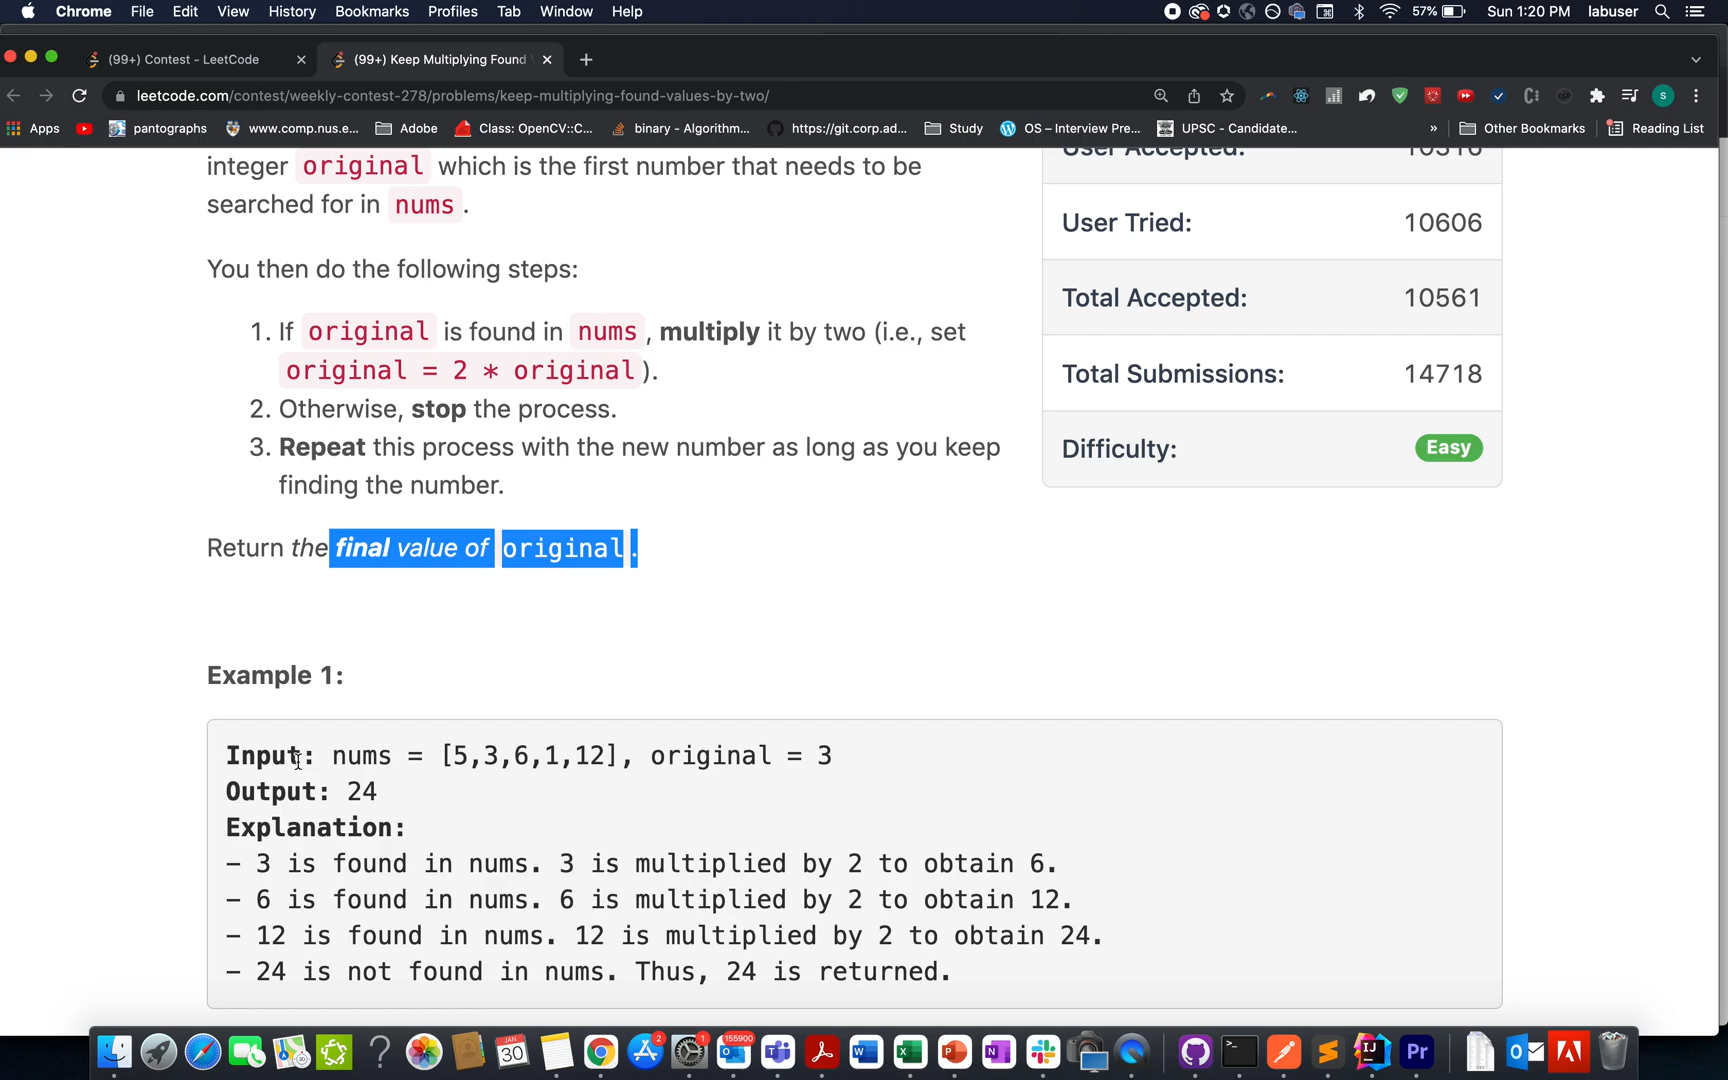 Chrome File Edit View History Bookmarks Profiles Tab Window Help 57% Sun 1:20 PM labuser
(99+) Contest - LeetCode (99+) Keep Multiplying Found
leetcode.com/contest/weekly-contest-278/problems/keep-multiplying-found-values-by-two/
Apps pantographs www.comp.nus.e... Adobe Class: OpenCV::C... binary - Algorithm... https://git.corp.ad... Study OS – Interview Pre... UPSC - Candidate... » Other Bookmarks Reading List
integer original which is the first number that needs to be
searched for in nums .
You then do the following steps:
1. If original is found in nums , multiply it by two (i.e., set
original = 2 * original ).
2. Otherwise, stop the process.
3. Repeat this process with the new number as long as you keep
finding the number.
Return the final value of original .
User Accepted: 10316
User Tried: 10606
Total Accepted: 10561
Total Submissions: 14718
Difficulty: Easy
Example 1:
Input: nums = [5,3,6,1,12], original = 3
Output: 24
Explanation:
- 3 is found in nums. 3 is multiplied by 2 to obtain 6.
- 6 is found in nums. 6 is multiplied by 2 to obtain 12.
- 12 is found in nums. 12 is multiplied by 2 to obtain 24.
- 24 is not found in nums. Thus, 24 is returned.
JAN 30 2 1 155900 Pr